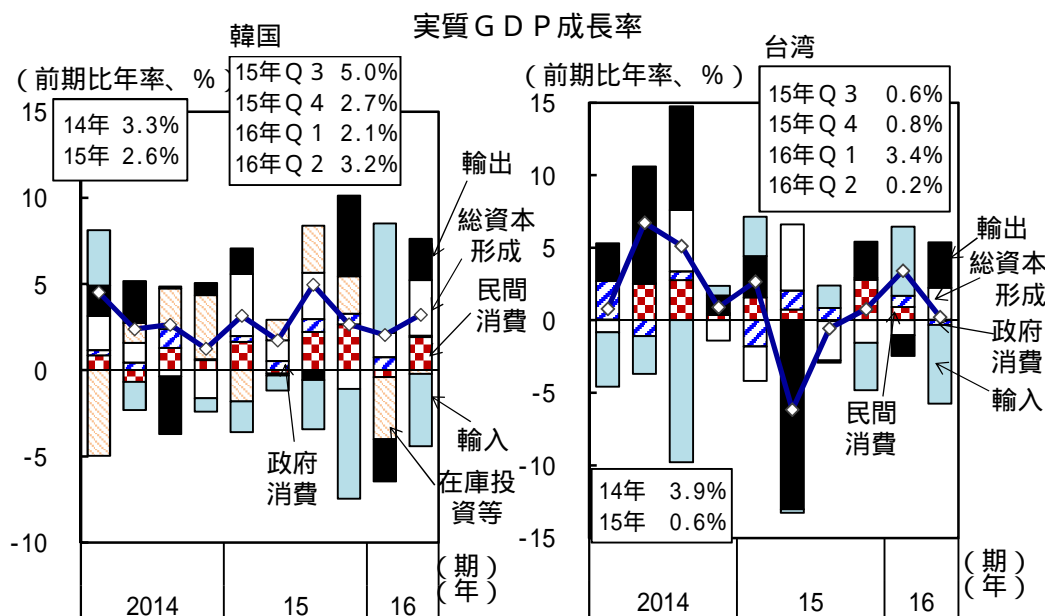 実質ＧＤＰ成長率
韓国
（前期比年率、％）
14年 3.3%
15年 2.6%
15年Ｑ３ 5.0%
15年Ｑ４ 2.7%
16年Ｑ１ 2.1%
16年Ｑ２ 3.2%
15
10
5
0
-5
-10
輸出
総資本
形成
民間
消費
輸入
政府
消費
在庫投
資等
（期）
（年）
2014
15
16
台湾
（前期比年率、％）
15年Ｑ３ 0.6%
15年Ｑ４ 0.8%
16年Ｑ１ 3.4%
16年Ｑ２ 0.2%
15
10
5
0
-5
-10
-15
輸出
総資本
形成
政府
消費
輸入
民間
消費
14年 3.9%
15年 0.6%
（期）
（年）
2014
15
16